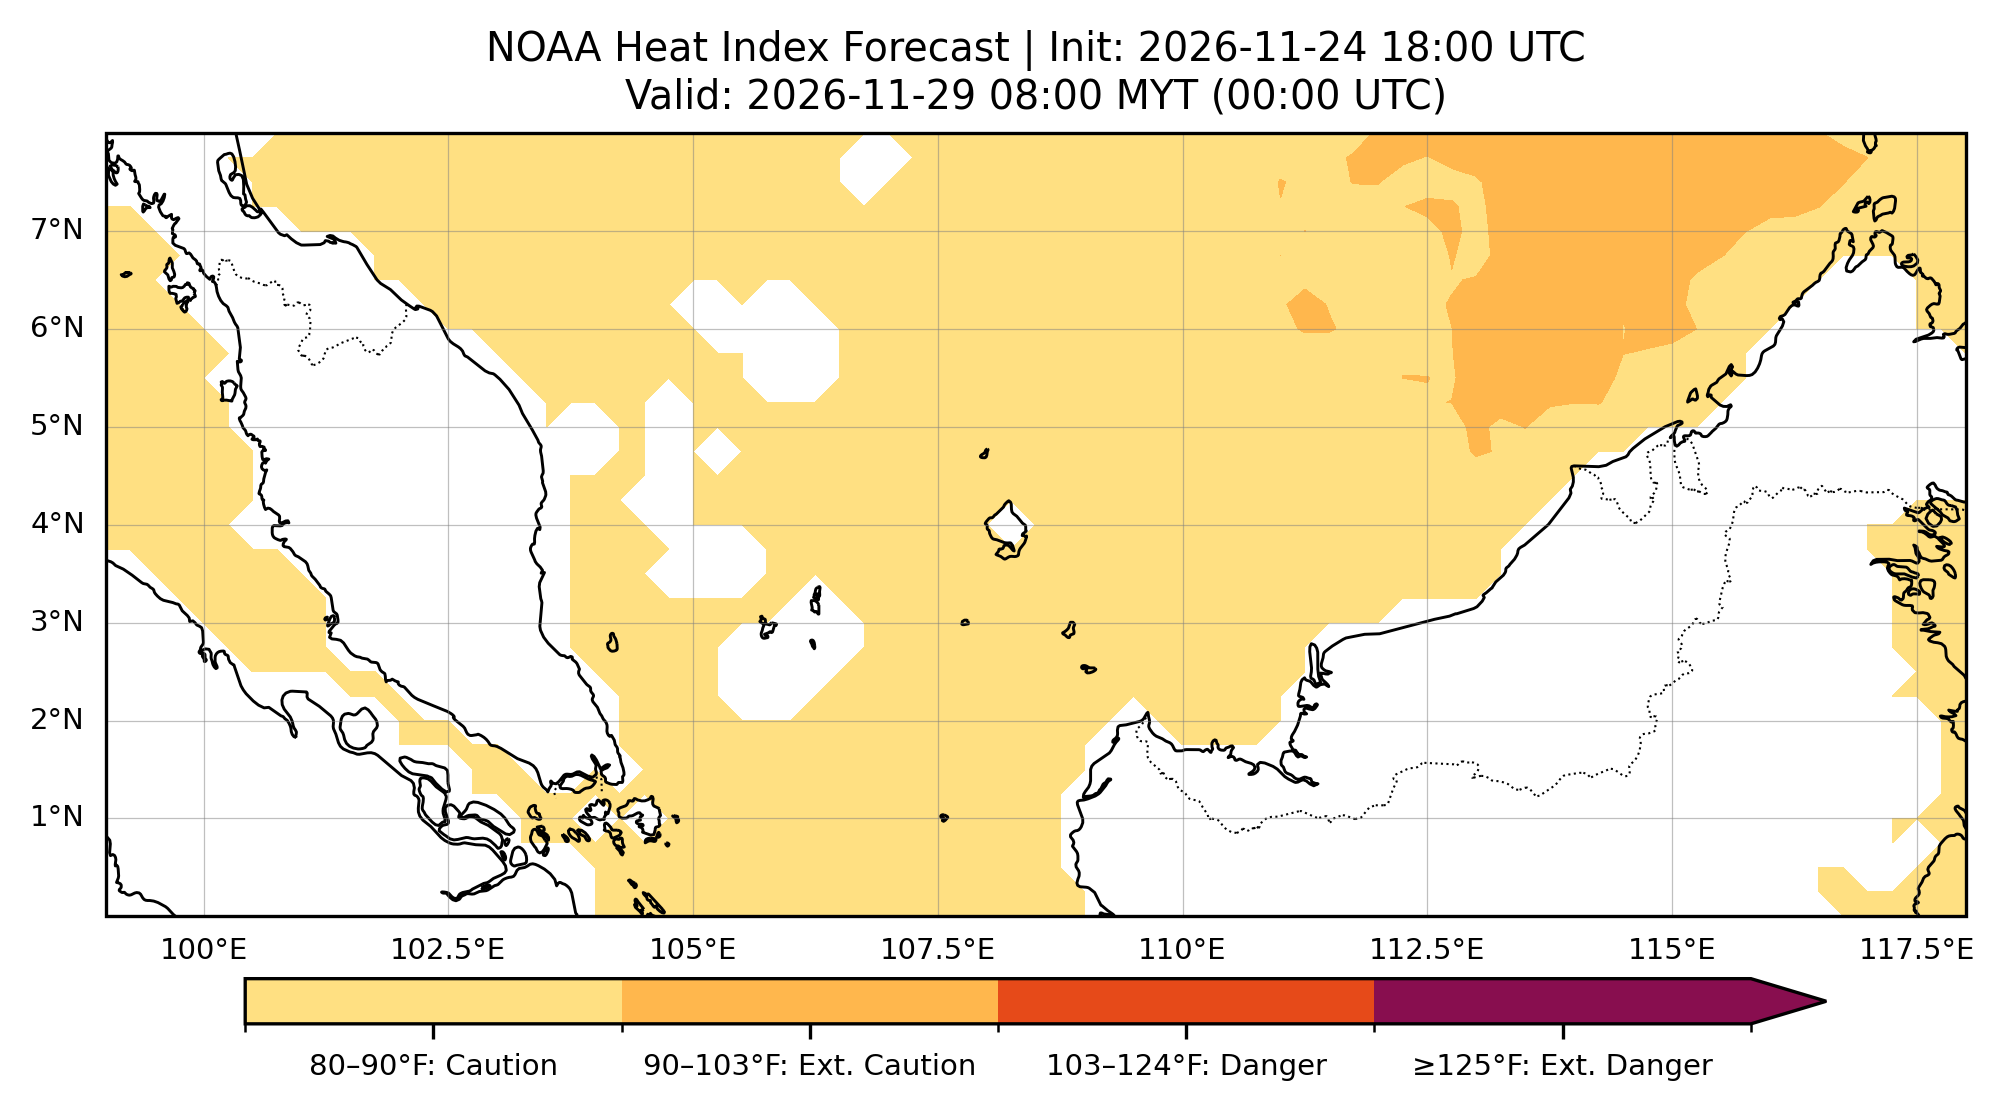 NOAA Heat Index Forecast | Init: 2026-11-24 18:00 UTC
Valid: 2026-11-29 08:00 MYT (00:00 UTC)
7°N
6°N
5°N
4°N
3°N
2°N
1°N
100°E 102.5°E 105°E 107.5°E 110°E 112.5°E 115°E 117.5°E
80–90°F: Caution 90–103°F: Ext. Caution 103–124°F: Danger ≥125°F: Ext. Danger